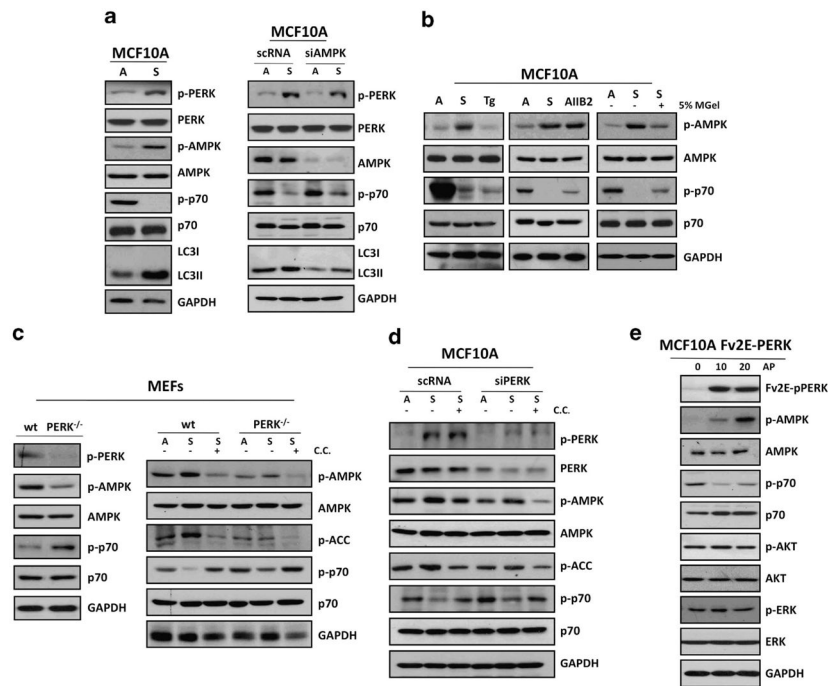 a
MCF10A
A S
p-PERK
PERK
p-AMPK
AMPK
p-p70
p70
LC3I
LC3II
GAPDH
MCF10A
scRNA siAMPK
A S A S
p-PERK
PERK
AMPK
p-p70
p70
LC3I
LC3II
GAPDH
b
MCF10A
A S Tg A S AIIB2 A S S
- - + 5% MGel
p-AMPK
AMPK
p-p70
p70
GAPDH
c
MEFs
wt PERK-/-
p-PERK
p-AMPK
AMPK
p-p70
p70
GAPDH
wt PERK-/-
A S S A S S
- - + - - + C.C.
p-AMPK
AMPK
p-ACC
p-p70
p70
GAPDH
d
MCF10A
scRNA siPERK
A S S A S S
- - + - - + C.C.
p-PERK
PERK
p-AMPK
AMPK
p-ACC
p-p70
p70
GAPDH
e
MCF10A Fv2E-PERK
0 10 20 AP
Fv2E-pPERK
p-AMPK
AMPK
p-p70
p70
p-AKT
AKT
p-ERK
ERK
GAPDH